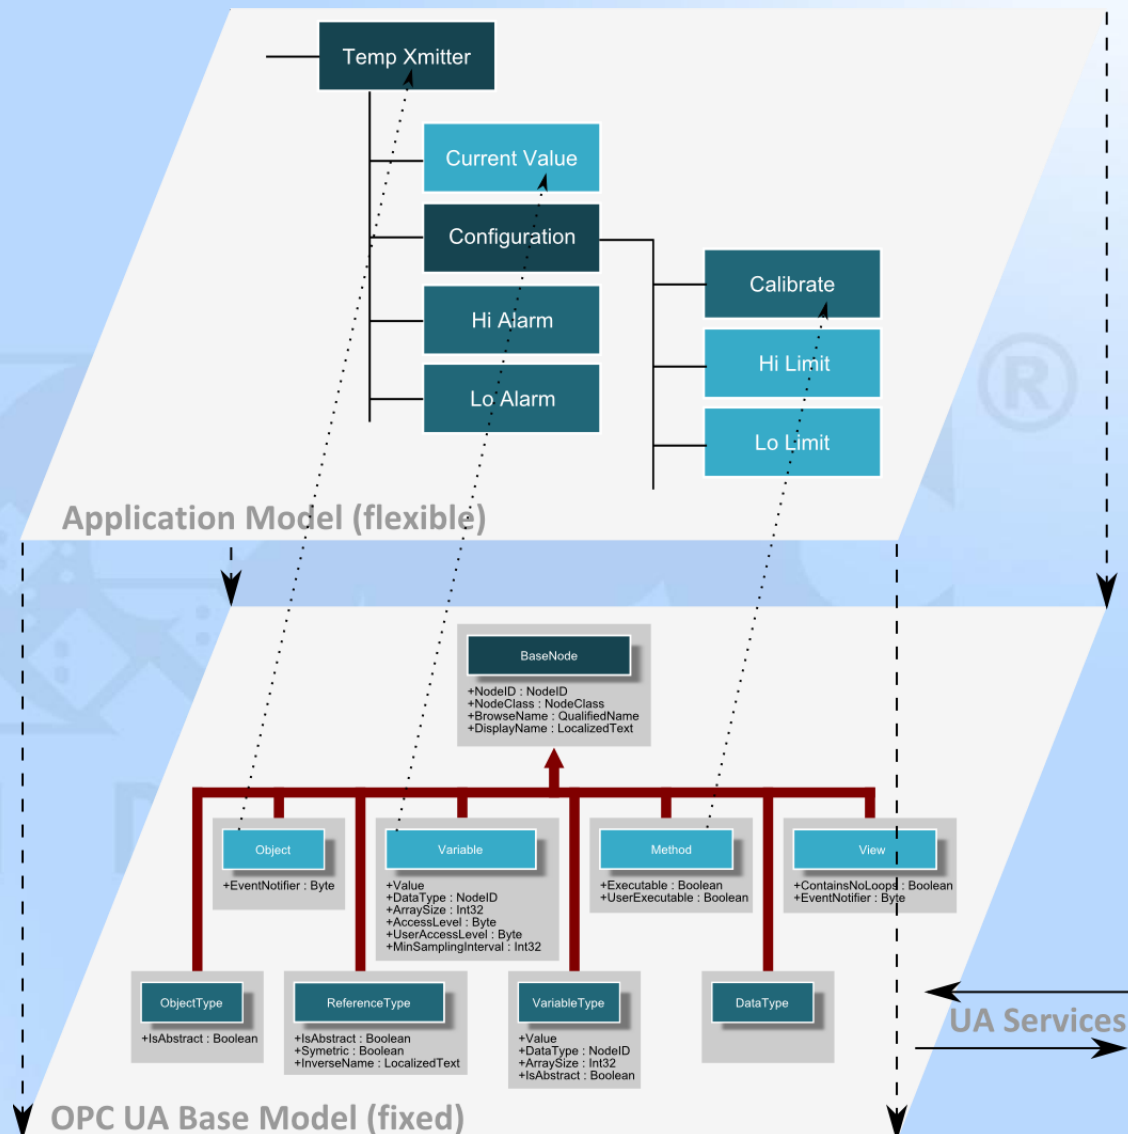 Temp Xmitter
Current Value
Configuration
Calibrate
Hi Alarm
Hi Limit
Lo Alarm
Lo Limit
®
Application Model (flexible)
BaseNode
+NodeID : NodeID
+NodeClass : NodeClass
+BrowseName : QualifiedName
+DisplayName : LocalizedText
Object
+EventNotifier : Byte
Variable
+Value
+DataType : NodeID
+ArraySize : Int32
+AccessLevel : Byte
+UserAccessLevel : Byte
+MinSamplingInterval : Int32
Method
+Executable : Boolean
+UserExecutable : Boolean
View
+ContainsNoLoops : Boolean
+EventNotifier : Byte
ObjectType
+IsAbstract : Boolean
ReferenceType
+IsAbstract : Boolean
+Symetric : Boolean
+InverseName : LocalizedText
VariableType
+Value
+DataType : NodeID
+ArraySize : Int32
+IsAbstract : Boolean
DataType
UA Services
OPC UA Base Model (fixed)